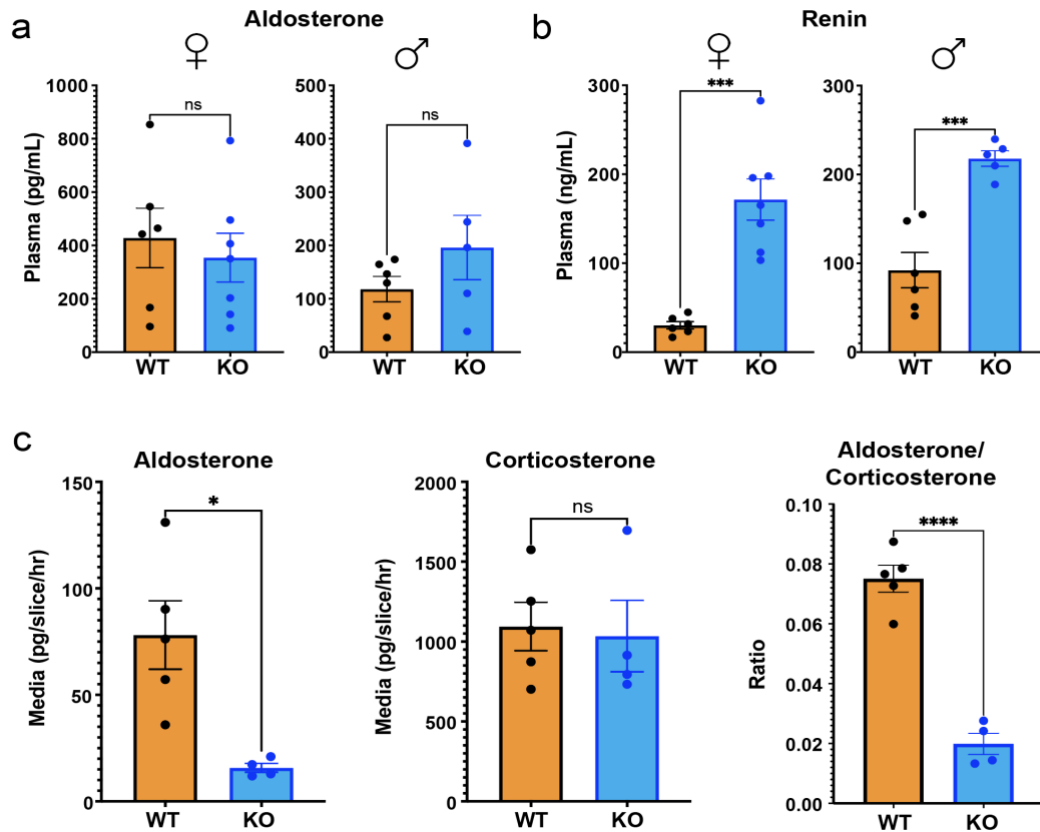 a
Aldosterone
♀
♂
Plasma (pg/mL)
1000
800
600
400
200
0
ns
WT
KO
500
400
300
200
100
0
ns
WT
KO
b
Renin
♀
♂
Plasma (ng/mL)
300
200
100
0
***
WT
KO
300
200
100
0
***
WT
KO
c
Aldosterone
Media (pg/slice/hr)
150
100
50
0
*
WT
KO
Corticosterone
Media (pg/slice/hr)
2000
1500
1000
500
0
ns
WT
KO
Aldosterone/
Corticosterone
Ratio
0.10
0.08
0.06
0.04
0.02
0.00
****
WT
KO